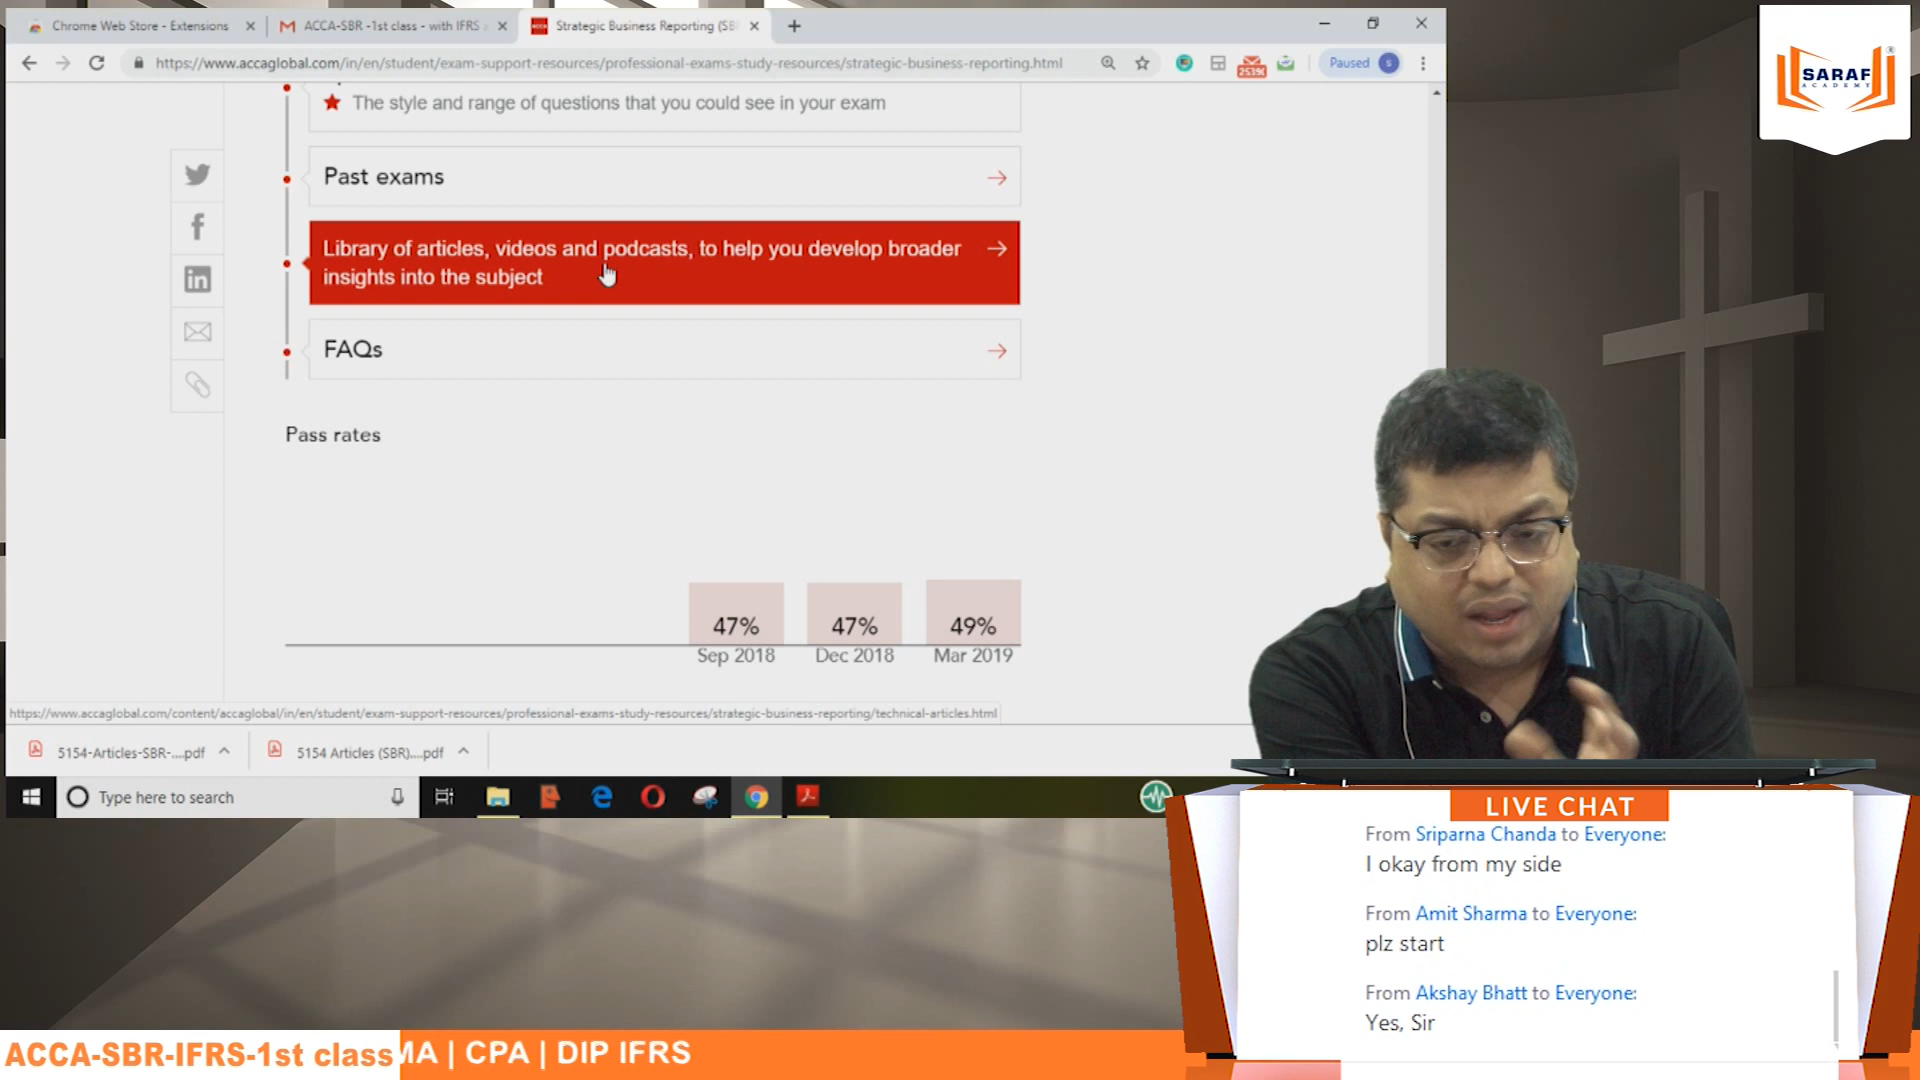 Chrome Web Store - Extensions
ACCA-SBR -1st class - with IFRS
Strategic Business Reporting (SB
https://www.accaglobal.com/in/en/student/exam-support-resources/professional-exams-study-resources/strategic-business-reporting.html
2539
Paused
s
The style and range of questions that you could see in your exam
Past exams
Library of articles, videos and podcasts, to help you develop broader
insights into the subject
FAQs
Pass rates
47%
47%
49%
Sep 2018
Dec 2018
Mar 2019
https://www.accaglobal.com/content/accaglobal/in/en/student/exam-support-resources/professional-exams-study-resources/strategic-business-reporting/technical-articles.html
5154-Articles-SBR-....pdf
5154 Articles (SBR)....pdf
Type here to search
SARAF
ACADEMY
LIVE CHAT
From Sriparna Chanda to Everyone:
I okay from my side
From Amit Sharma to Everyone:
plz start
From Akshay Bhatt to Everyone:
Yes, Sir
ACCA-SBR-IFRS-1st class
MA | CPA | DIP IFRS